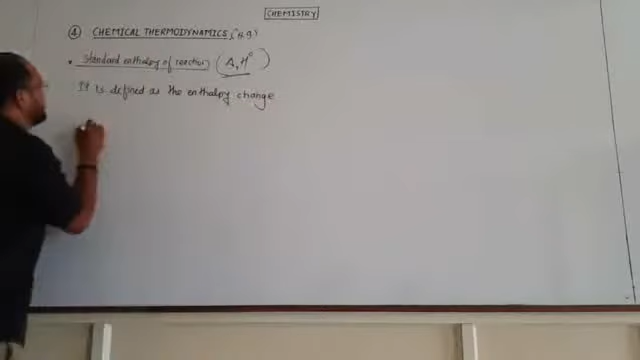 CHEMISTRY
④ CHEMICAL THERMODYNAMICS
• Standard enthalpy of reaction (ΔᵣH°)
It is defined as the enthalpy change